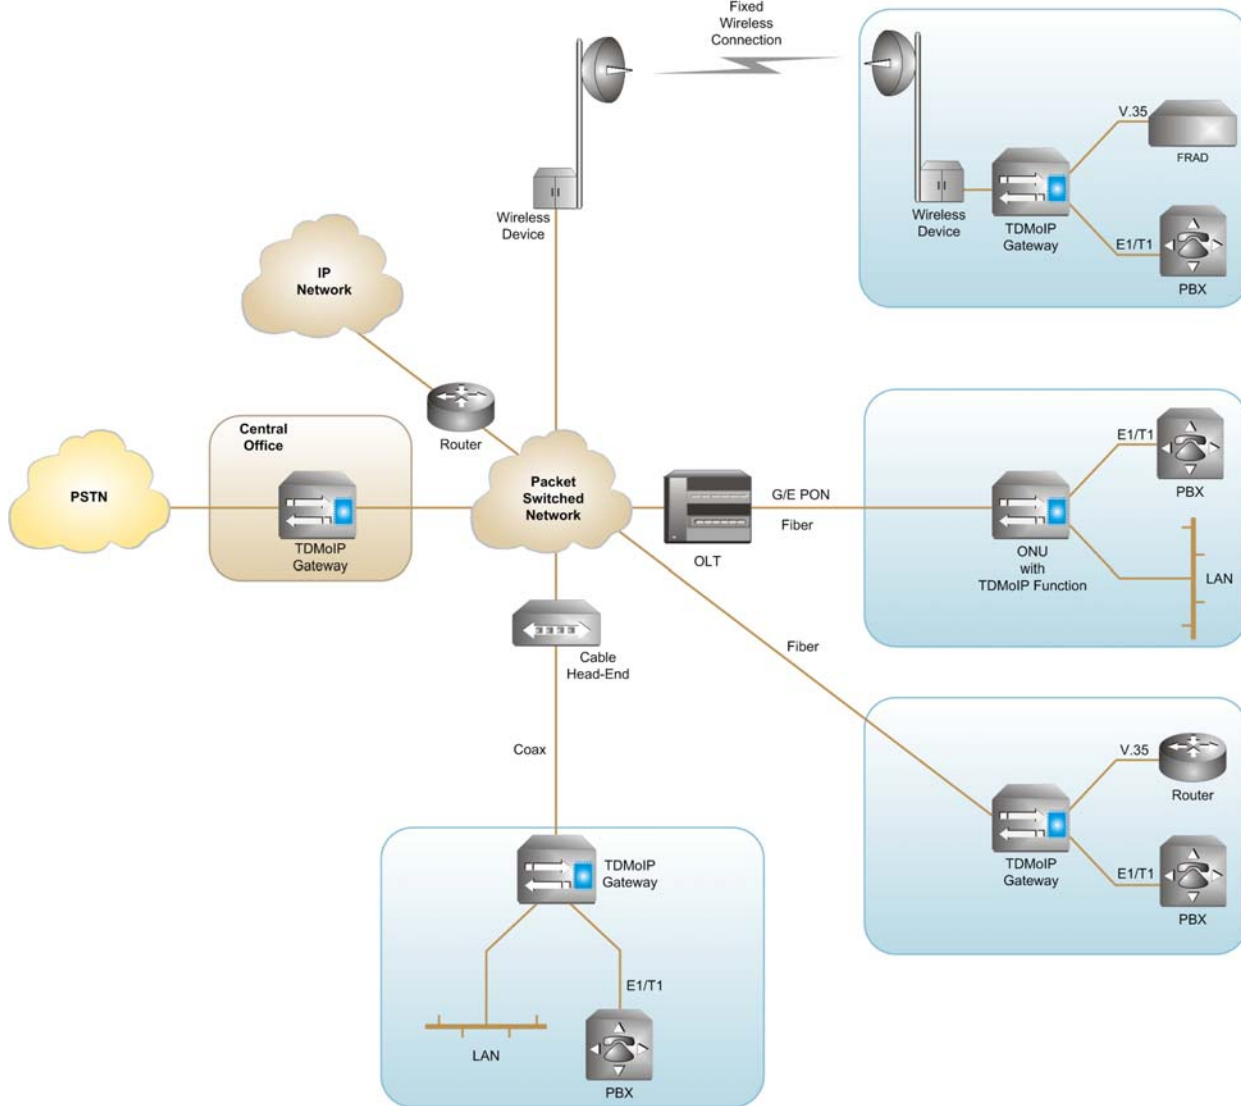 Fixed
Wireless
Connection
V.35
FRAD
Wireless
Device
Wireless
Device
TDMoIP
Gateway
E1/T1
PBX
IP
Network
Router
Central
Office
PSTN
TDMoIP
Gateway
Packet
Switched
Network
OLT
G/E PON
Fiber
E1/T1
PBX
ONU
with
TDMoIP Function
LAN
Cable
Head-End
Fiber
Coax
V.35
Router
TDMoIP
Gateway
E1/T1
PBX
TDMoIP
Gateway
E1/T1
LAN
PBX